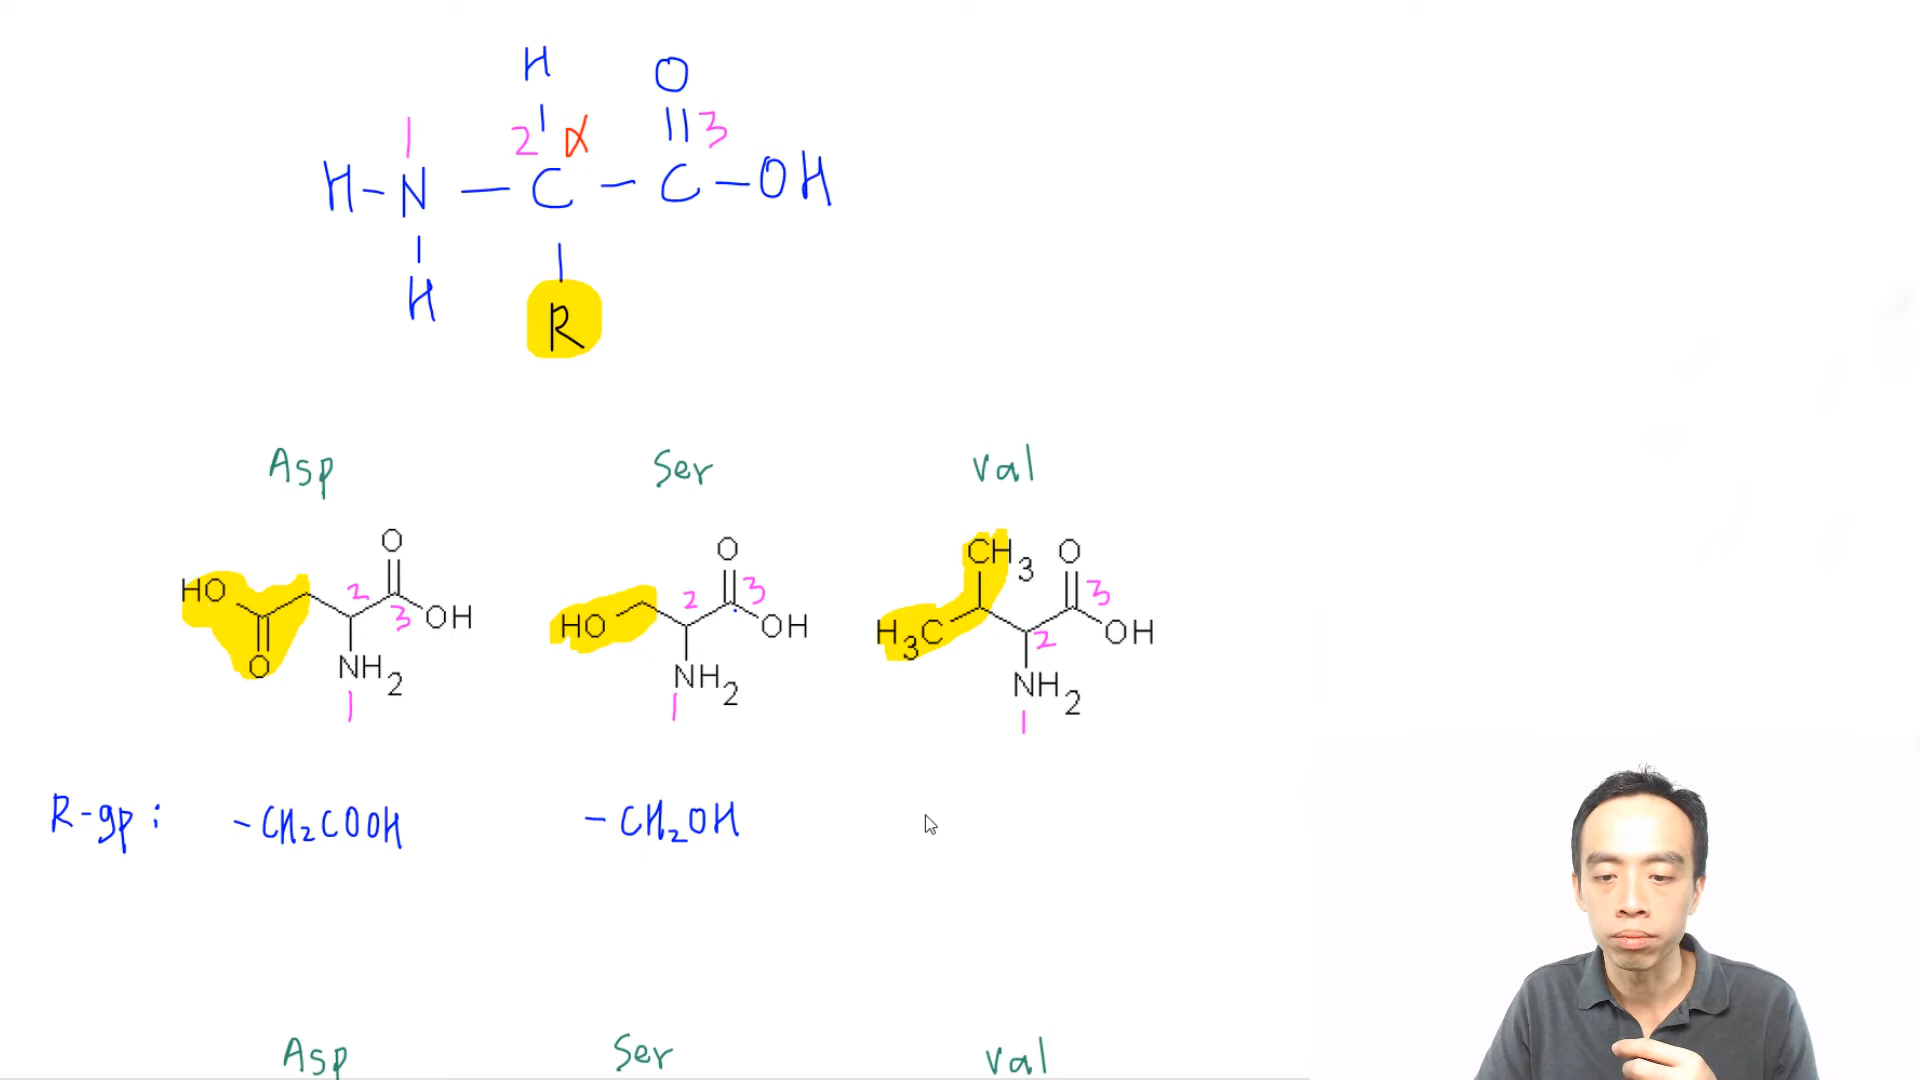 H O
1 2 α 3
H-N-C-C-OH
H
R
Asp Ser Val
O O CH3 O
HO 2 3 OH HO 2 3 OH H3C 2 3 OH
O NH2 NH2 NH2
1 1 1
R-gp: -CH2COOH -CH2OH
Asp Ser Val